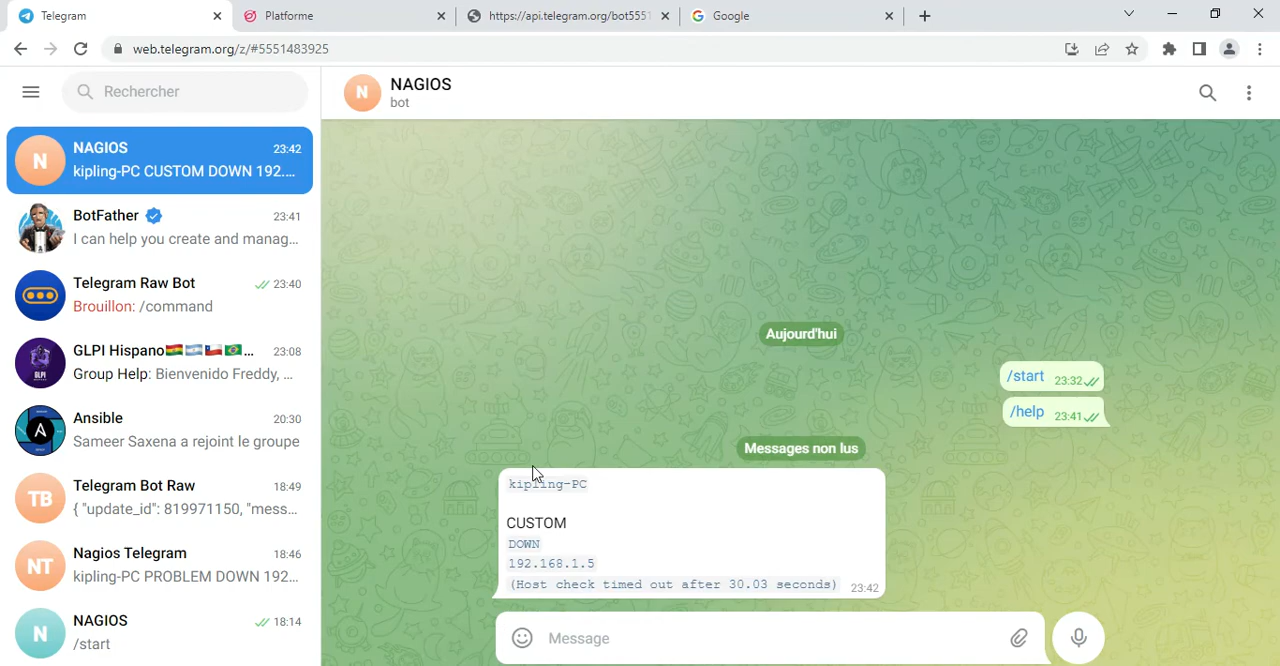 Telegram
Platforme
https://api.telegram.org/bot5551
Google
web.telegram.org/z/#5551483925
Rechercher
N
NAGIOS
bot
N
NAGIOS
23:42
kipling-PC CUSTOM DOWN 192....
BotFather
23:41
I can help you create and manag...
Telegram Raw Bot
23:40
Brouillon: /command
GLPI Hispano
...
23:08
GLPI
Group Help: Bienvenido Freddy, ...
Ansible
20:30
A
Sameer Saxena a rejoint le groupe
TB
Telegram Bot Raw
18:49
{ "update_id": 819971150, "mess...
NT
Nagios Telegram
18:46
kipling-PC PROBLEM DOWN 192...
N
NAGIOS
18:14
/start
Aujourd'hui
/start 23:32
/help 23:41
Messages non lus
kipling-PC
CUSTOM
DOWN
192.168.1.5
(Host check timed out after 30.03 seconds) 23:42
Message